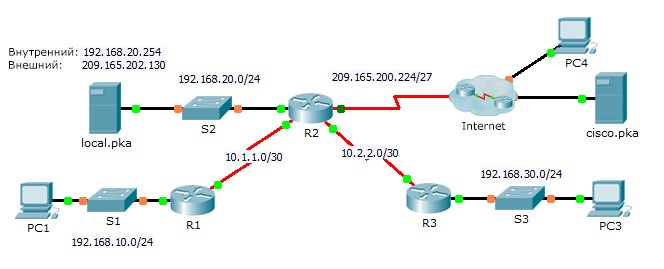 Внутренний: 192.168.20.254
Внешний: 209.165.202.130
192.168.20.0/24
209.165.200.224/27
PC4
S2
R2
Internet
cisco.pka
local.pka
10.1.1.0/30
10.2.2.0/30
192.168.30.0/24
PC1
S1
R1
R3
S3
PC3
192.168.10.0/24